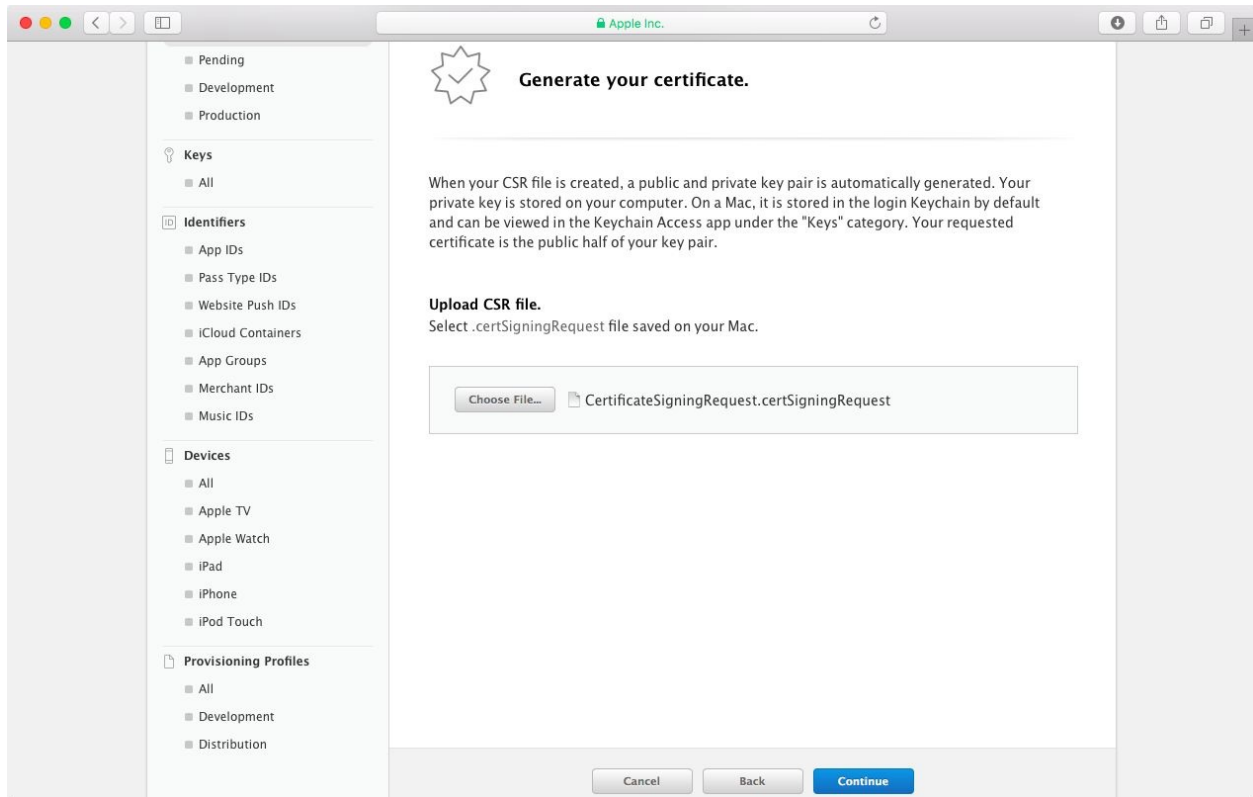 Apple Inc.
Pending
Development
Production
Keys
All
Identifiers
App IDs
Pass Type IDs
Website Push IDs
iCloud Containers
App Groups
Merchant IDs
Music IDs
Devices
All
Apple TV
Apple Watch
iPad
iPhone
iPod Touch
Provisioning Profiles
All
Development
Distribution
Generate your certificate.
When your CSR file is created, a public and private key pair is automatically generated. Your
private key is stored on your computer. On a Mac, it is stored in the login Keychain by default
and can be viewed in the Keychain Access app under the "Keys" category. Your requested
certificate is the public half of your key pair.
Upload CSR file.
Select .certSigningRequest file saved on your Mac.
Choose File... CertificateSigningRequest.certSigningRequest
Cancel Back Continue